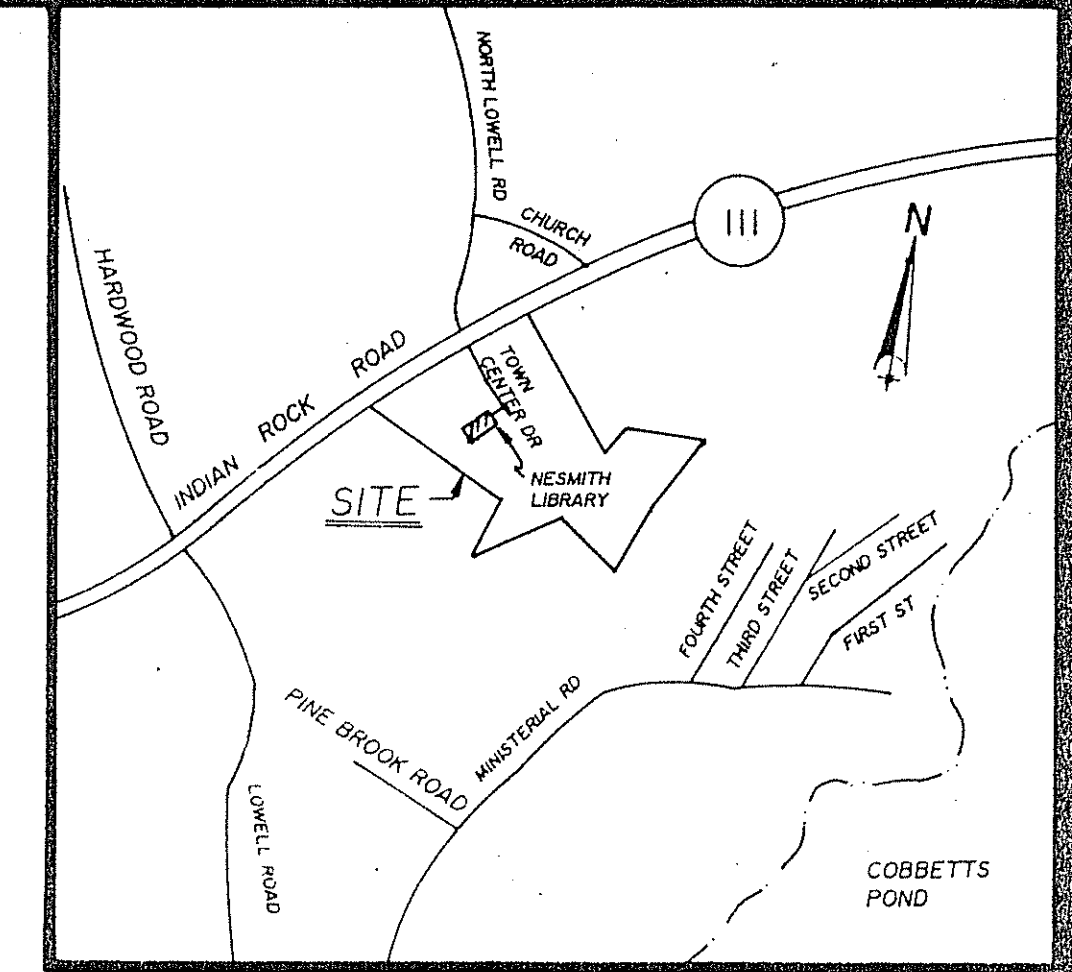 NORTH LOWELL RD
CHURCH
ROAD
111
N
HARDWOOD ROAD
INDIAN ROCK ROAD
TOWN
CENTER DR
NESMITH
LIBRARY
SITE
FOURTH STREET
THIRD STREET
SECOND STREET
FIRST ST
PINE BROOK ROAD
MINISTERIAL RD
LOWELL ROAD
COBBETTS
POND